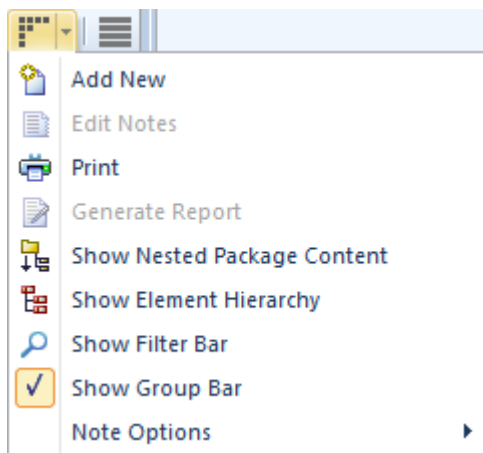 Add New
Edit Notes
Print
Generate Report
Show Nested Package Content
Show Element Hierarchy
Show Filter Bar
Show Group Bar
Note Options